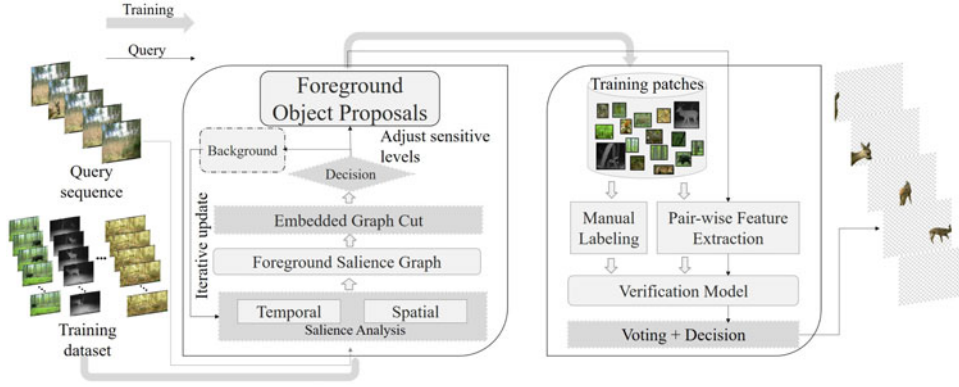 Training
Query
Query
sequence
Training
dataset
Foreground
Object Proposals
Background
Adjust sensitive
levels
Decision
Iterative update
Embedded Graph Cut
Foreground Salience Graph
Temporal
Spatial
Salience Analysis
Training patches
Manual
Labeling
Pair-wise Feature
Extraction
Verification Model
Voting + Decision